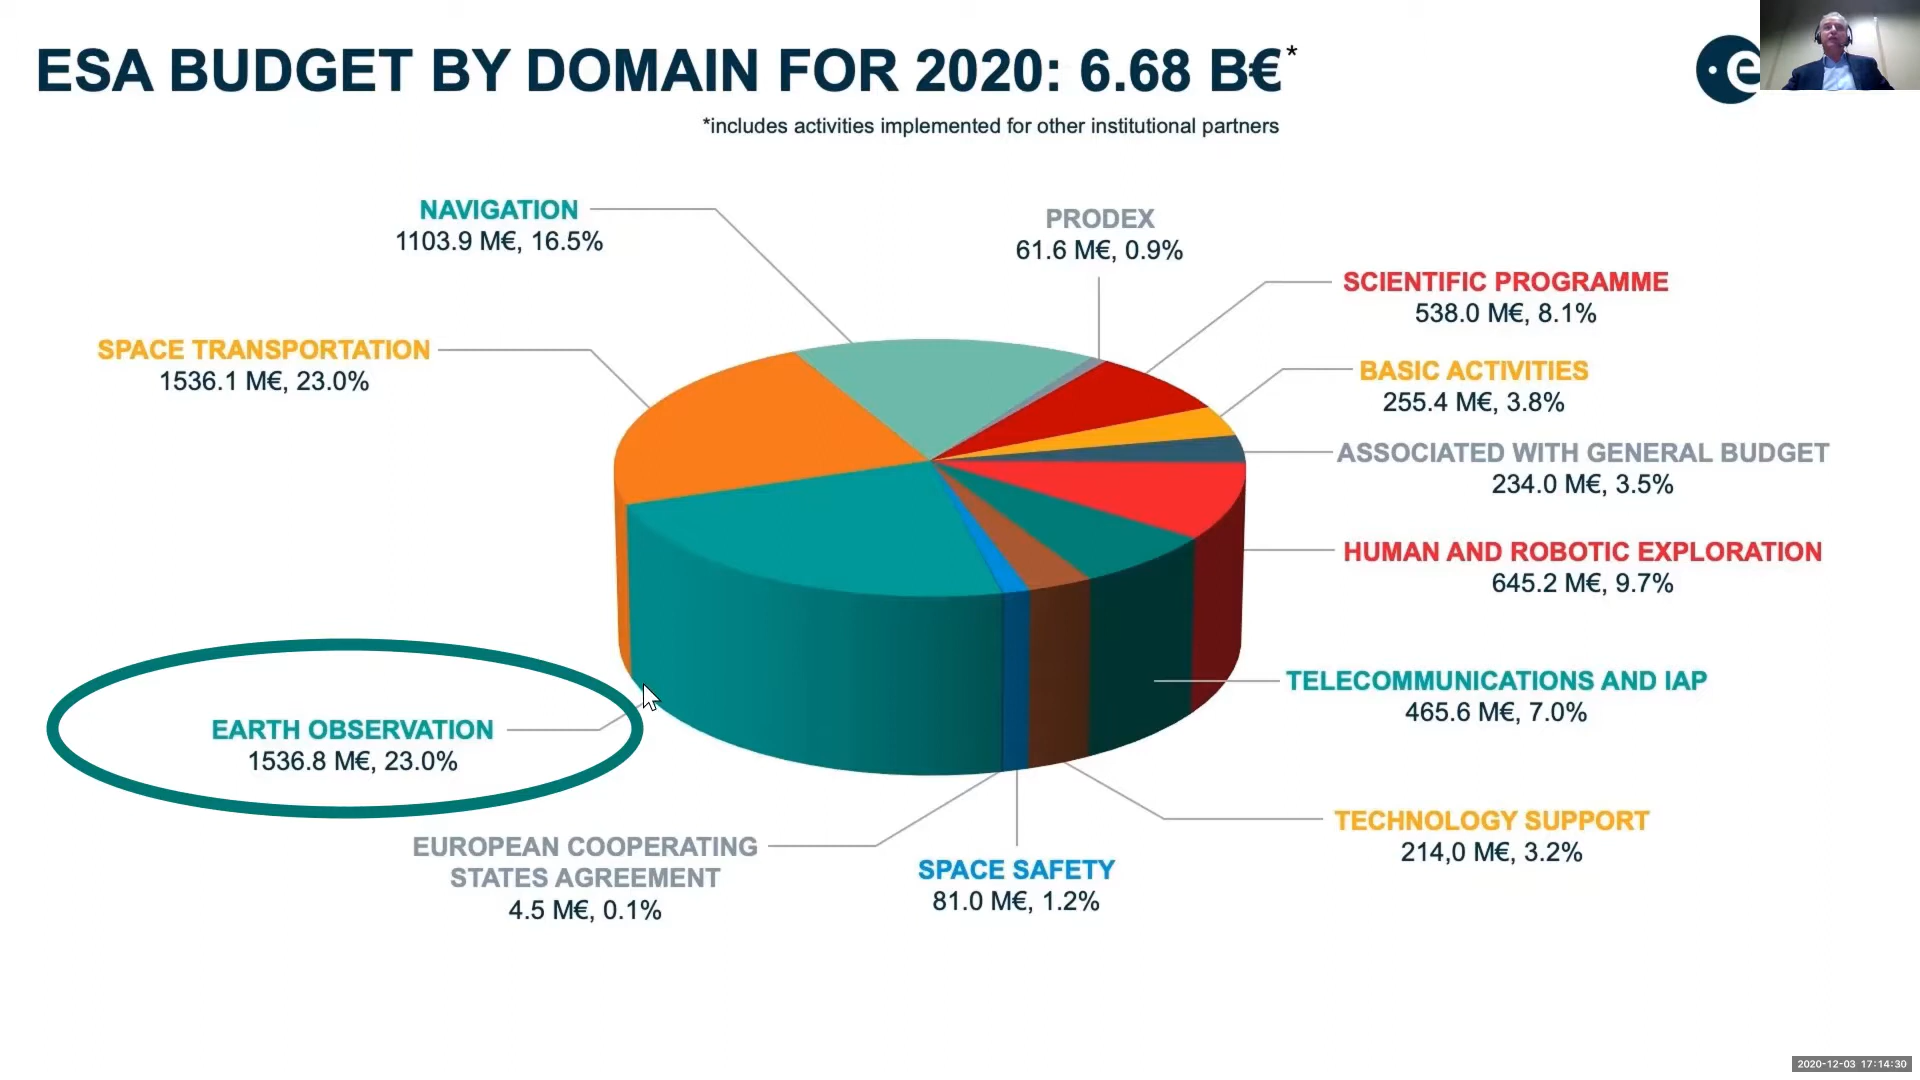 ESA BUDGET BY DOMAIN FOR 2020: 6.68 B€*
*includes activities implemented for other institutional partners
e
NAVIGATION
1103.9 M€, 16.5%
PRODEX
61.6 M€, 0.9%
SCIENTIFIC PROGRAMME
538.0 M€, 8.1%
SPACE TRANSPORTATION
1536.1 M€, 23.0%
BASIC ACTIVITIES
255.4 M€, 3.8%
ASSOCIATED WITH GENERAL BUDGET
234.0 M€, 3.5%
HUMAN AND ROBOTIC EXPLORATION
645.2 M€, 9.7%
TELECOMMUNICATIONS AND IAP
465.6 M€, 7.0%
EARTH OBSERVATION
1536.8 M€, 23.0%
TECHNOLOGY SUPPORT
214,0 M€, 3.2%
EUROPEAN COOPERATING
STATES AGREEMENT
4.5 M€, 0.1%
SPACE SAFETY
81.0 M€, 1.2%
2020-12-03 17:14:30